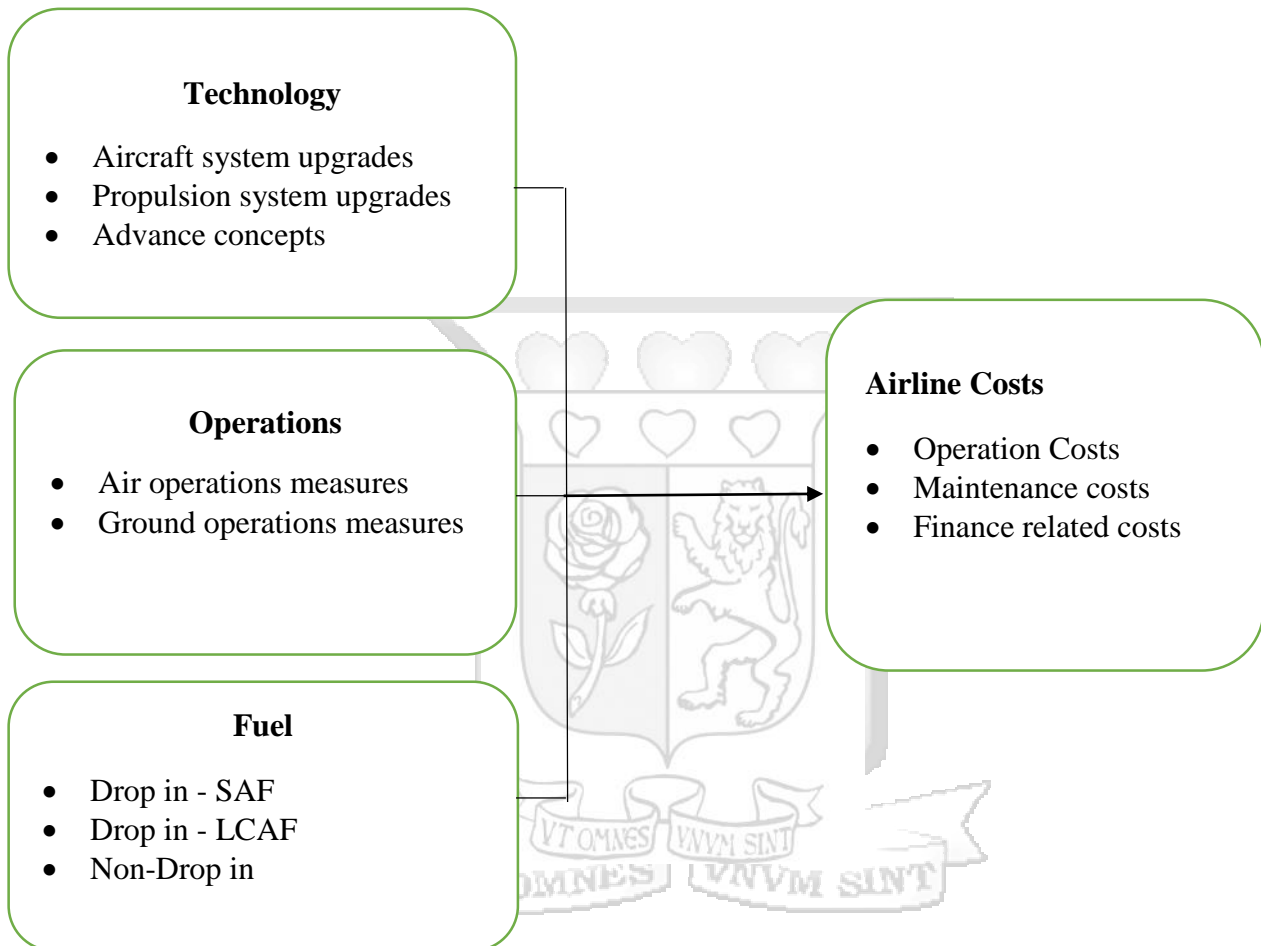 Technology
• Aircraft system upgrades
• Propulsion system upgrades
• Advance concepts
Operations
• Air operations measures
• Ground operations measures
Fuel
• Drop in - SAF
• Drop in - LCAF
• Non-Drop in
Airline Costs
• Operation Costs
• Maintenance costs
• Finance related costs
VT OMNES VNVM SINT
OMNES VNVM SINT